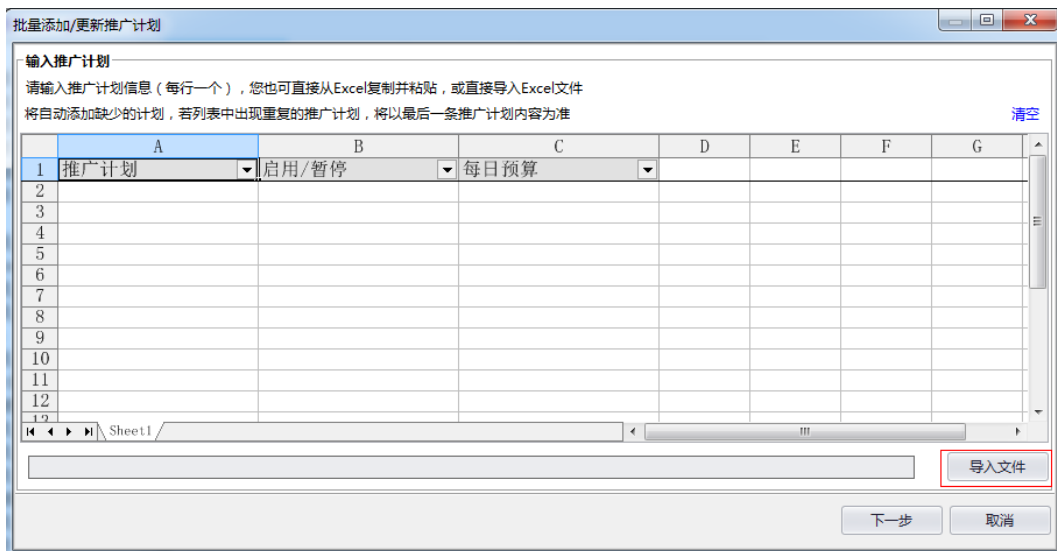 批量添加/更新推广计划
输入推广计划
请输入推广计划信息(每行一个),您也可直接从Excel复制并粘贴,或直接导入Excel文件
将自动添加缺少的计划,若列表中出现重复的推广计划,将以最后一条推广计划内容为准 清空
A B C D E F G
1 推广计划 启用/暂停 每日预算
2
3
4
5
6
7
8
9
10
11
12
13
Sheet1
导入文件
下一步 取消